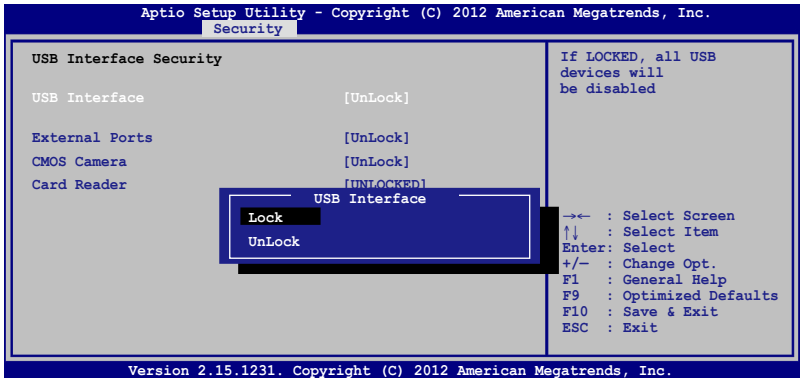 Aptio Setup Utility - Copyright (C) 2012 American Megatrends, Inc.
Security
USB Interface Security
USB Interface [UnLock]
External Ports [UnLock]
CMOS Camera [UnLock]
Card Reader [UNLOCKED]
USB Interface
Lock
UnLock
If LOCKED, all USB
devices will
be disabled
→← : Select Screen
↑↓ : Select Item
Enter: Select
+/— : Change Opt.
F1 : General Help
F9 : Optimized Defaults
F10 : Save & Exit
ESC : Exit
Version 2.15.1231. Copyright (C) 2012 American Megatrends, Inc.